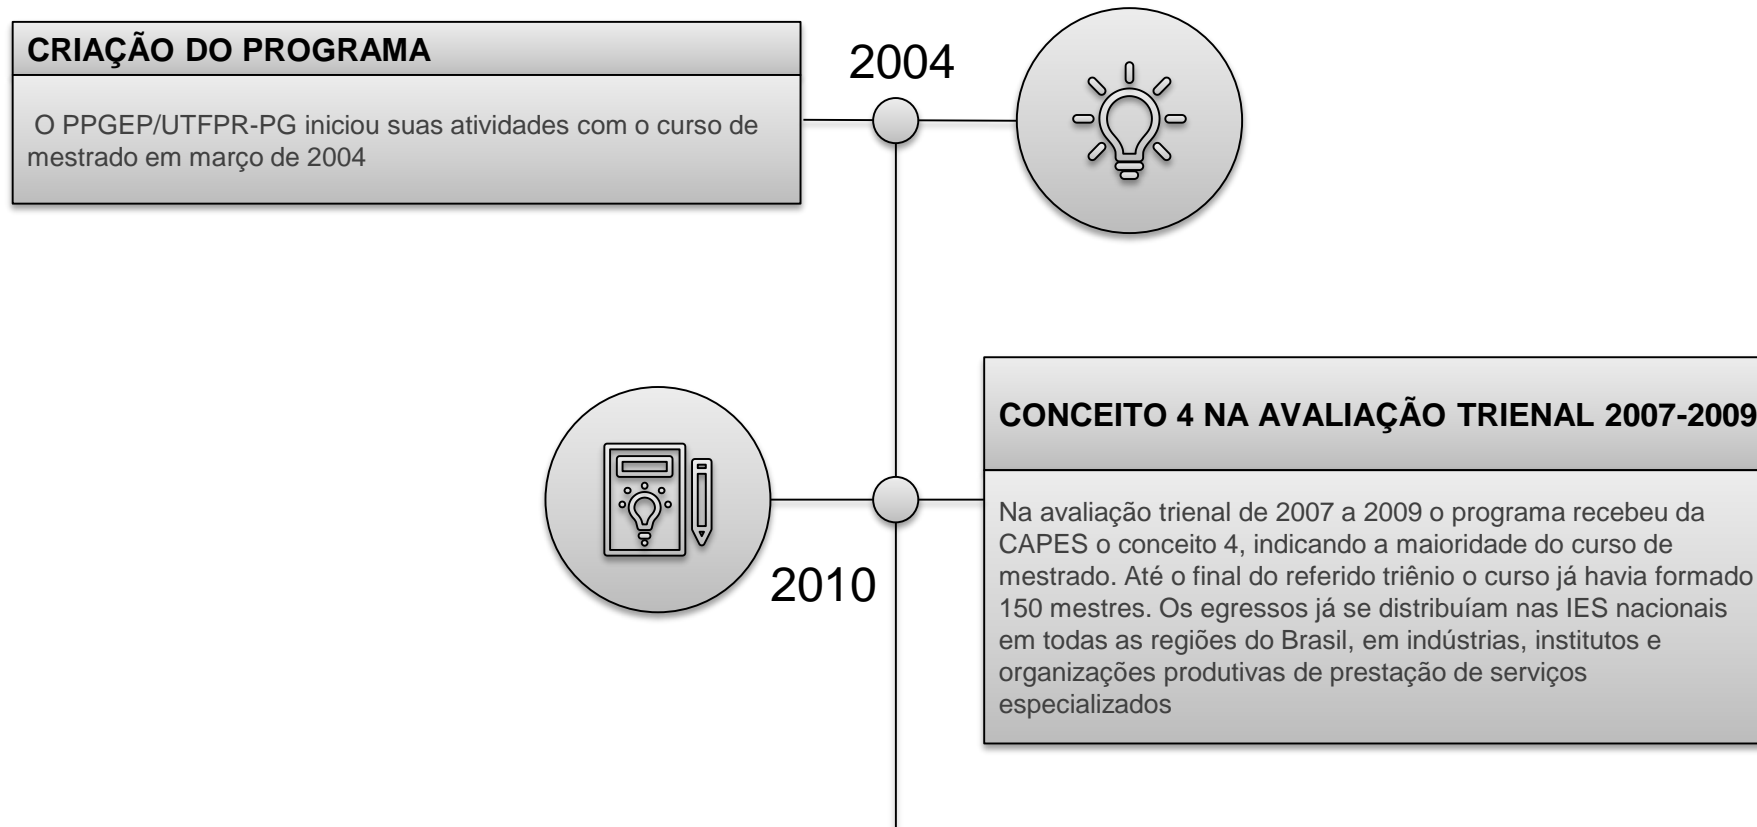 CRIAÇÃO DO PROGRAMA
O PPGEP/UTFPR-PG iniciou suas atividades com o curso de
mestrado em março de 2004
2004
2010
CONCEITO 4 NA AVALIAÇÃO TRIENAL 2007-2009
Na avaliação trienal de 2007 a 2009 o programa recebeu da
CAPES o conceito 4, indicando a maioridade do curso de
mestrado. Até o final do referido triênio o curso já havia formado
150 mestres. Os egressos já se distribuíam nas IES nacionais
em todas as regiões do Brasil, em indústrias, institutos e
organizações produtivas de prestação de serviços
especializados